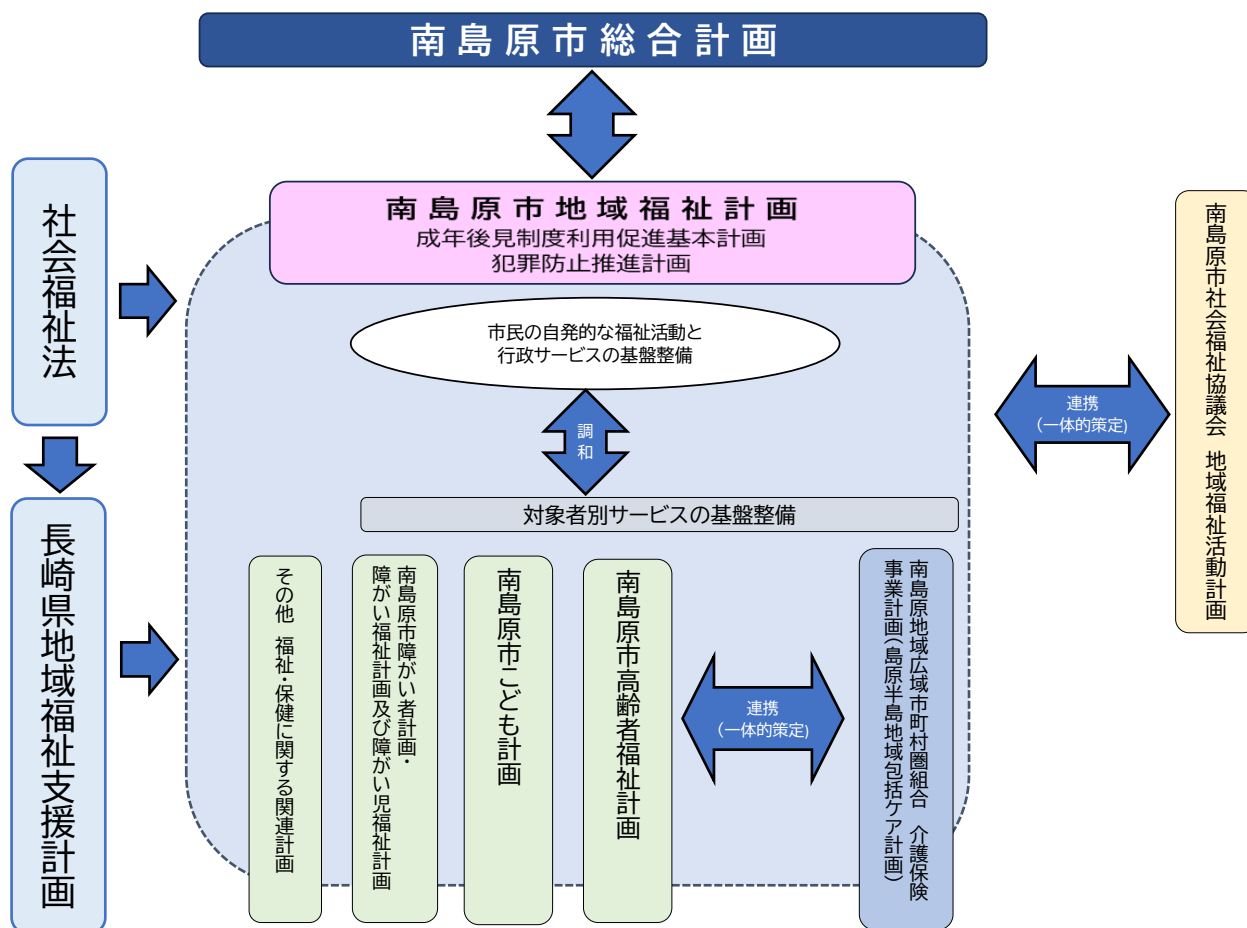 南島原市総合計画
社会福祉法
長崎県地域福祉支援計画
南島原市地域福祉計画
成年後見制度利用促進基本計画
犯罪防止推進計画
市民の自発的な福祉活動と
行政サービスの基盤整備
調
和
対象者別サービスの基盤整備
その他 福祉・保健に関する関連計画
南島原市障がい者計画・
障がい福祉計画及び障がい児福祉計画
南島原市こども計画
南島原市高齢者福祉計画
連携
（一体的策定)
南島原地域広域市町村圏組合 介護保険
事業計画(島原半島地域包括ケア計画)
連携
（一体的策定)
南島原市社会福祉協議会 地域福祉活動計画